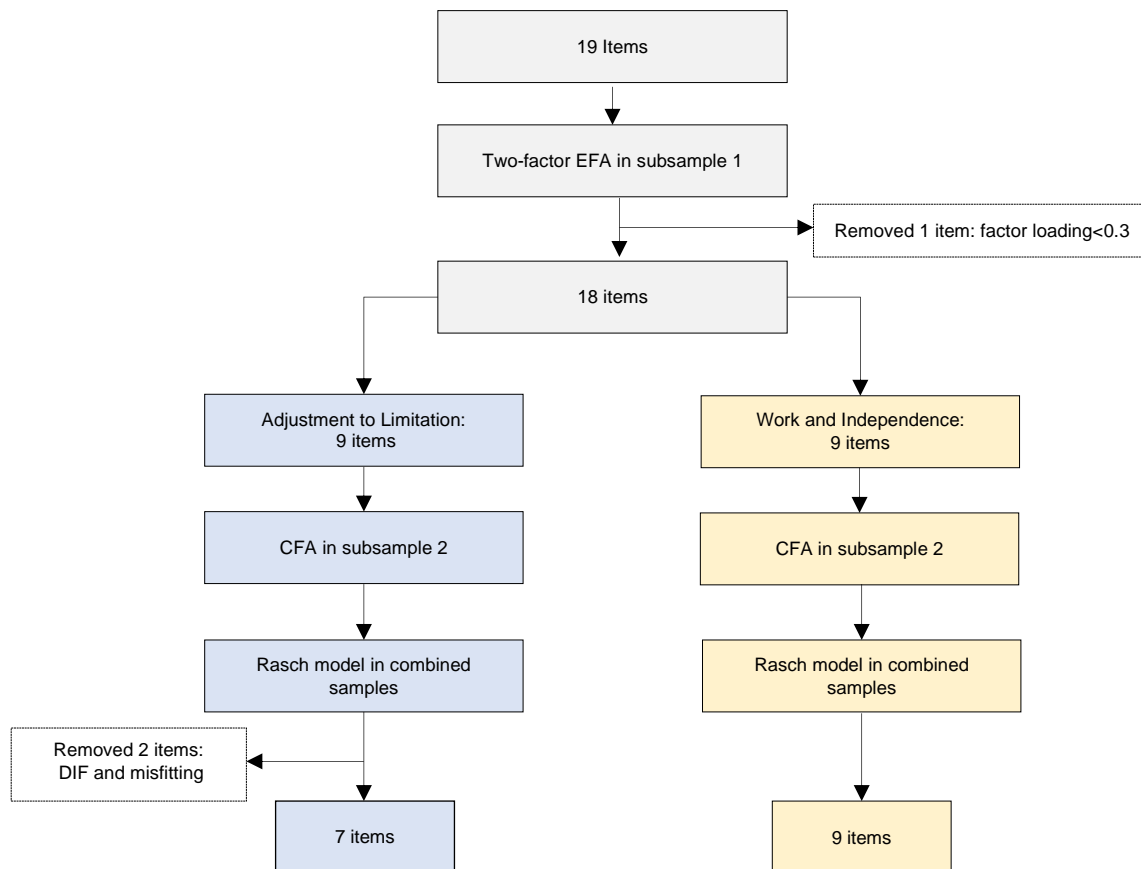 19 Items
Two-factor EFA in subsample 1
Removed 1 item: factor loading<0.3
18 items
Adjustment to Limitation:
9 items
Work and Independence:
9 items
CFA in subsample 2
CFA in subsample 2
Rasch model in combined
samples
Rasch model in combined
samples
Removed 2 items:
DIF and misfitting
7 items
9 items